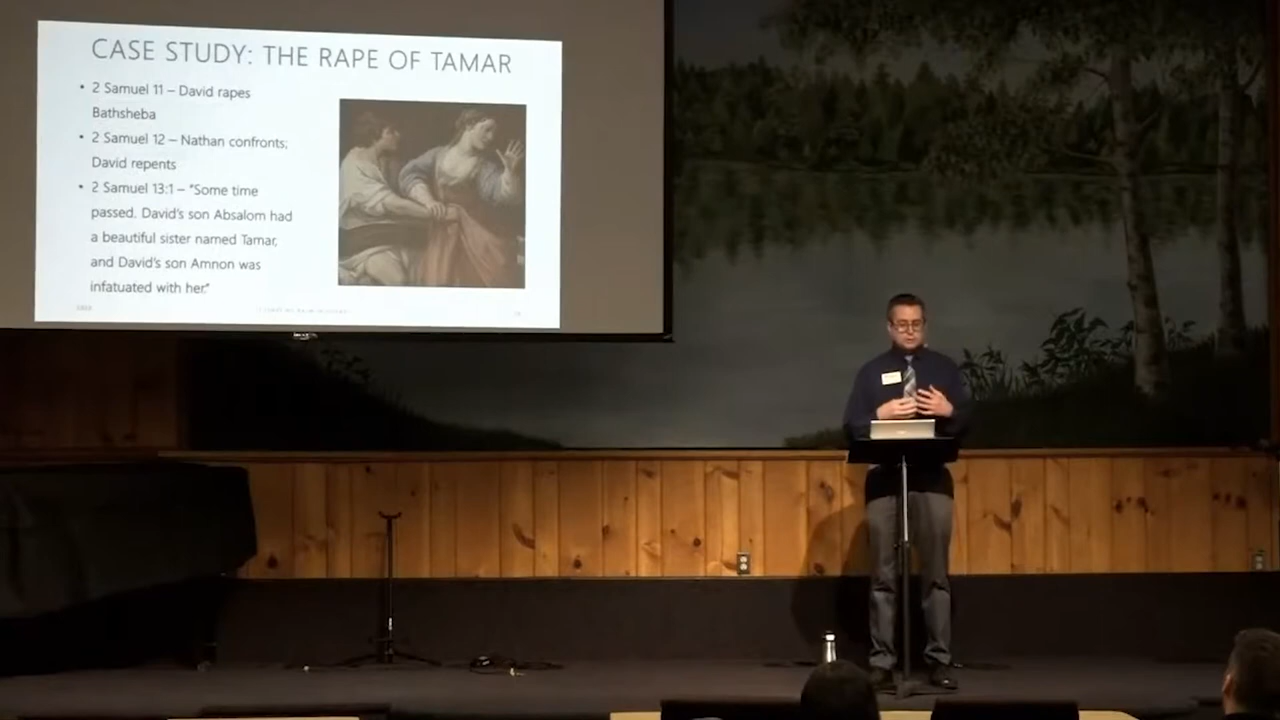 CASE STUDY: THE RAPE OF TAMAR
• 2 Samuel 11 – David rapes
Bathsheba
• 2 Samuel 12 – Nathan confronts;
David repents
• 2 Samuel 13:1 – "Some time
passed. David's son Absalom had
a beautiful sister named Tamar,
and David's son Amnon was
infatuated with her."